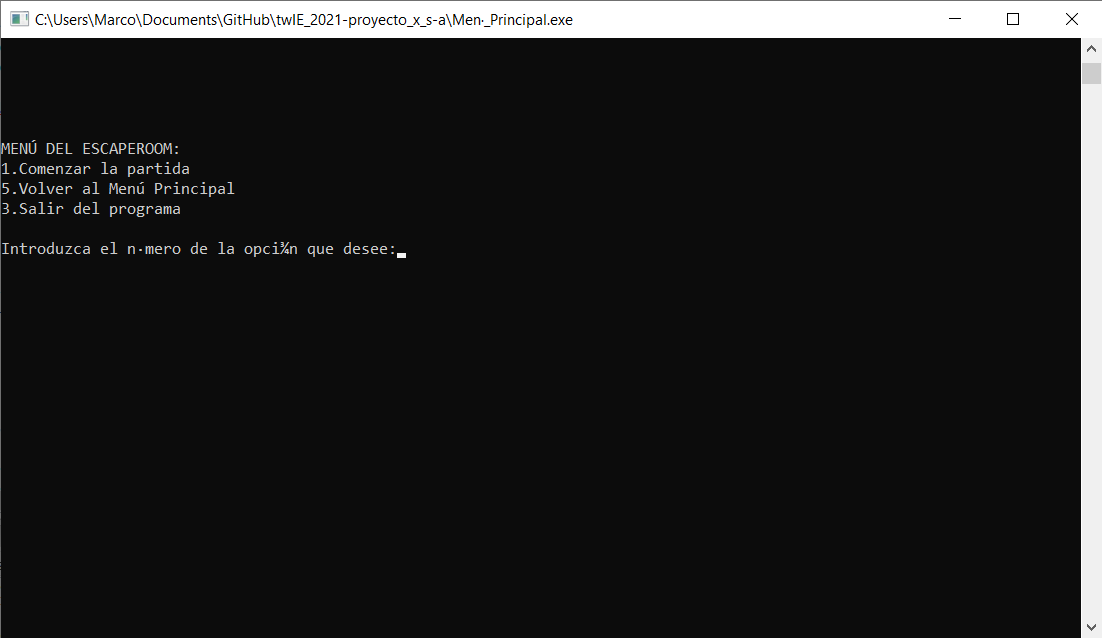 C:\Users\Marco\Documents\GitHub\twIE_2021-proyecto_x_s-a\Men·_Principal.exe
MENÚ DEL ESCAPEROOM:
1.Comenzar la partida
5.Volver al Menú Principal
3.Salir del programa
Introduzca el n·mero de la opci¾n que desee: